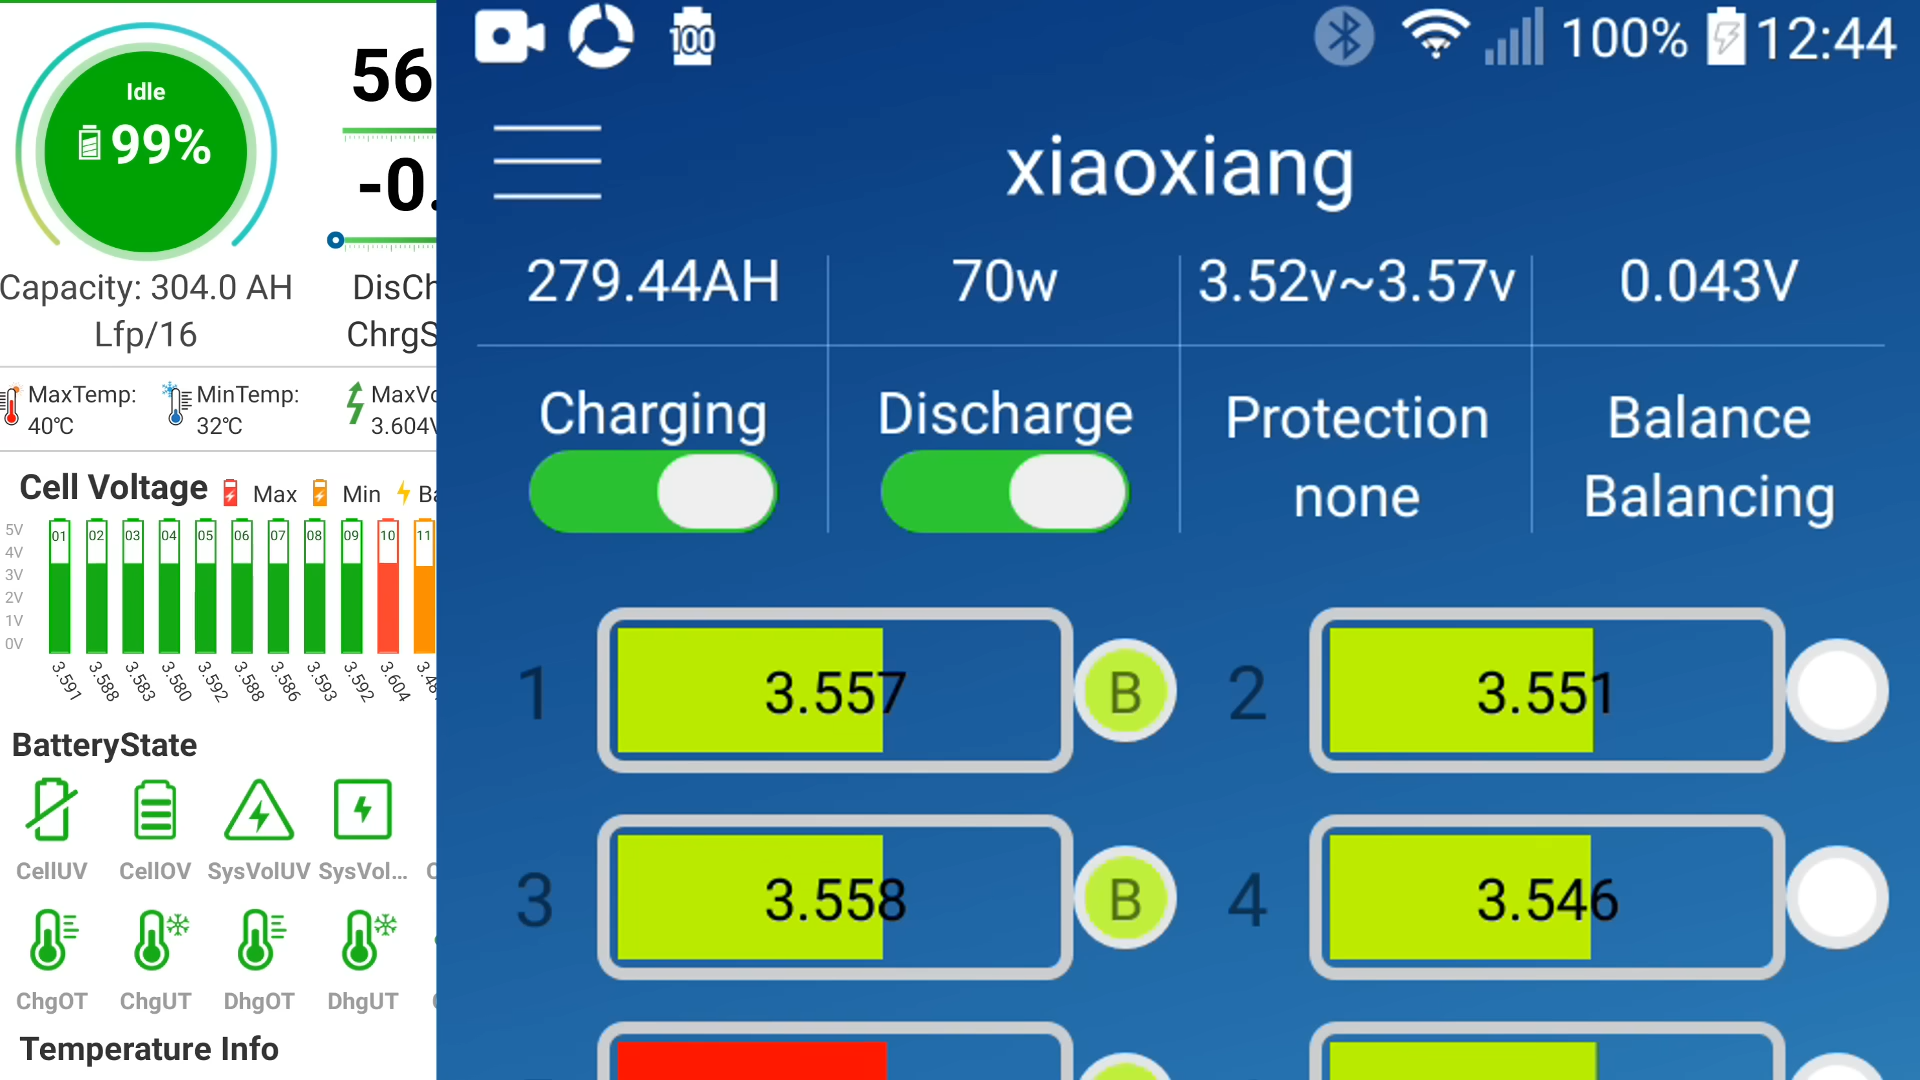 Idle
99%
56
-0.
Capacity: 304.0 AH
Lfp/16
DisCh
ChrgS
MaxTemp:
40℃
MinTemp:
32℃
MaxVo
3.604V
Cell Voltage
Max
Min
Ba
5V
4V
3V
2V
1V
0V
01 02 03 04 05 06 07 08 09 10 11
3.591 3.588 3.583 3.580 3.592 3.588 3.586 3.593 3.592 3.604 3.48
BatteryState
CellUV CellOV SysVolUV SysVol...
ChgOT ChgUT DhgOT DhgUT
Temperature Info
100
100% 12:44
xiaoxiang
279.44AH 70w 3.52v~3.57v 0.043V
Charging Discharge Protection Balance
none Balancing
1 3.557 B 2 3.551
3 3.558 B 4 3.546